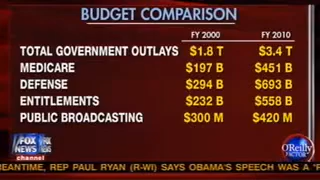 BUDGET COMPARISON
FY 2000 FY 2010
TOTAL GOVERNMENT OUTLAYS $1.8 T $3.4 T
MEDICARE $197 B $451 B
DEFENSE $294 B $693 B
ENTITLEMENTS $232 B $558 B
PUBLIC BROADCASTING $300 M $420 M
FOX
NEWS
channel
O'Reilly
FACTOR
MEANTIME, REP PAUL RYAN (R-WI) SAYS OBAMA'S SPEECH WAS A "P